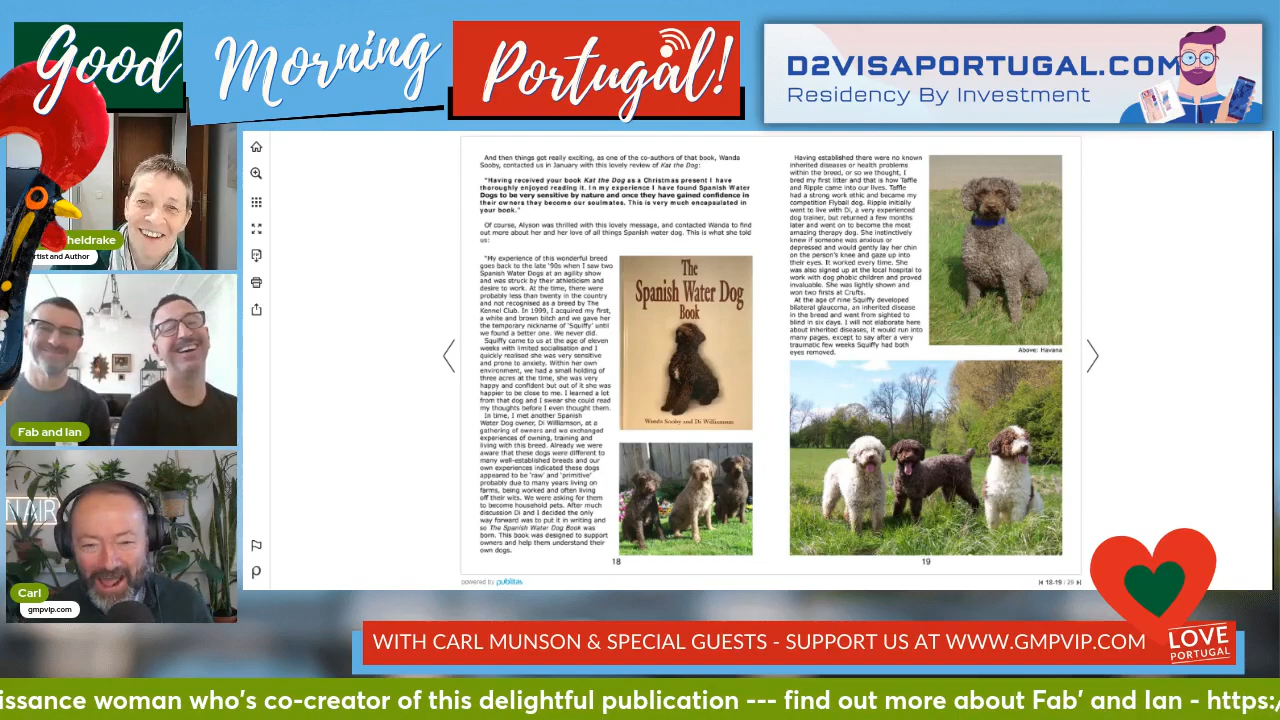 Good Morning Portugal!
D2VISAPORTUGAL.COM
Residency By Investment
heldrake
rtist and Author
Fab and Ian
NAIR
Carl
gmpvip.com
And then things got really exciting, as one of the co-authors of that book, Wanda
Sooby, contacted us in January with this lovely review of Kat the Dog:
"Having received your book Kat the Dog as a Christmas present I have
thoroughly enjoyed reading it. In my experience I have found Spanish Water
Dogs to be very sensitive by nature and once they have gained confidence in
their owners they become our soulmates. This is very much encapsulated in
your book."
Of course, Alyson was thrilled with this lovely message, and contacted Wanda to find
out more about her and her love of all things Spanish water dog. This is what she told
us:
"My experience of this wonderful breed
goes back to the late '90s when I saw two
Spanish Water Dogs at an agility show
and was struck by their athleticism and
desire to work. At the time, there were
probably less than twenty in the country
and not recognised as a breed by The
Kennel Club. In 1999, I acquired my first,
a white and brown bitch and we gave her
the temporary nickname of 'Squiffy' until
we found a better one. We never did.
Squiffy came to us at the age of eleven
weeks with limited socialisation and I
quickly realised she was very sensitive
and prone to anxiety. Within her own
environment, we had a small holding of
three acres at the time, she was very
happy and confident but out of it she was
happier to be close to me. I learned a lot
from that dog and I swear she could read
my thoughts before I even thought them.
In time, I met another Spanish
Water Dog owner, Di Williamson, at a
gathering of owners and we exchanged
experiences of owning, training and
living with this breed. Already we were
aware that these dogs were different to
many well-established breeds and our
own experiences indicated these dogs
appeared to be 'raw' and 'primitive'
probably due to many years living on
farms, being worked and often living
off their wits. We were asking for them
to become household pets. After much
discussion Di and I decided the only
way forward was to put it in writing and
so The Spanish Water Dog Book was
born. This book was designed to support
owners and help them understand their
own dogs.
The
Spanish Water Dog
Book
Wanda Sooby and Di Williamson
18
Having established there were no known
inherited diseases or health problems
within the breed, or so we thought, I
bred my first litter and that is how Taffie
and Ripple came into our lives. Taffie
had a strong work ethic and became my
competition Flyball dog. Ripple initially
went to live with Di, a very experienced
dog trainer, but returned a few months
later and went on to become the most
amazing therapy dog. She instinctively
knew if someone was anxious or
depressed and would gently lay her chin
on the person's knee and gaze up into
their eyes. It worked every time. She
was also signed up at the local hospital to
work with dog phobic children and proved
invaluable. She was lightly shown and
won two firsts at Crufts.
At the age of nine Squiffy developed
bilateral glaucoma, an inherited disease
in the breed and went from sighted to
blind in six days. I will not elaborate here
about inherited diseases, it would run into
many pages, except to say after a very
traumatic few weeks Squiffy had both
eyes removed.
Above: Havana
19
powered by publitas
18-19 / 29
WITH CARL MUNSON & SPECIAL GUESTS - SUPPORT US AT WWW.GMPVIP.COM
LOVE
PORTUGAL
issance woman who's co-creator of this delightful publication --- find out more about Fab' and Ian - https:/